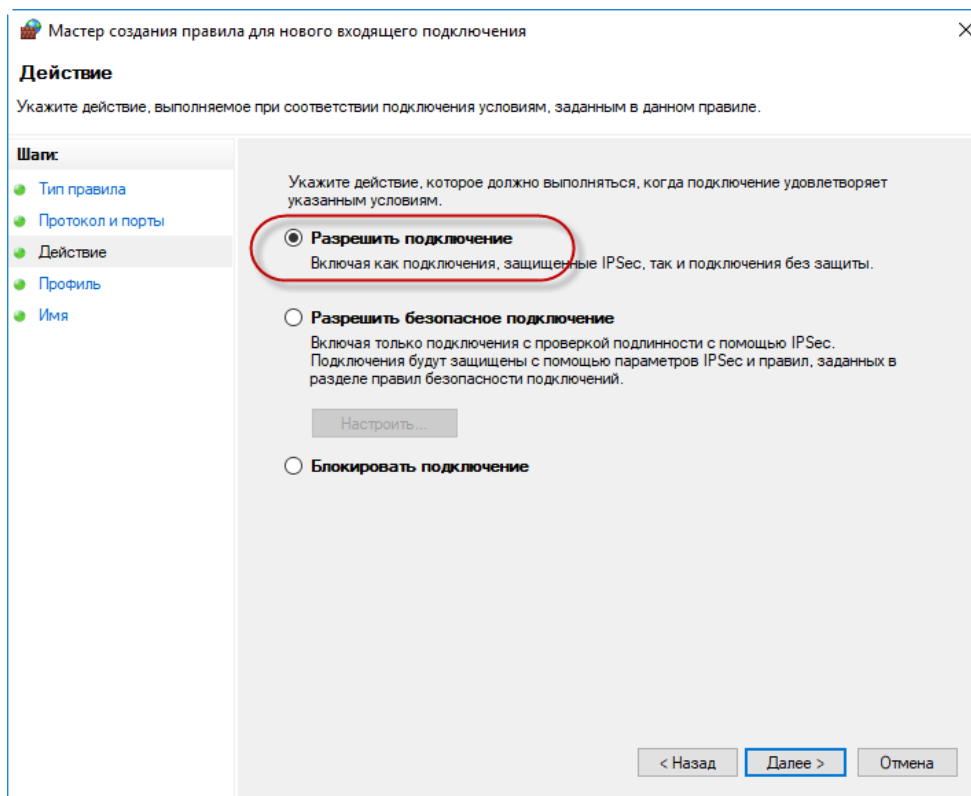 Мастер создания правила для нового входящего подключения
Действие
Укажите действие, выполняемое при соответствии подключения условиям, заданным в данном правиле.
Шаги:
Тип правила
Протокол и порты
Действие
Профиль
Имя
Укажите действие, которое должно выполняться, когда подключение удовлетворяет
указанным условиям.
Разрешить подключение
Включая как подключения, защищенные IPSec, так и подключения без защиты.
Разрешить безопасное подключение
Включая только подключения с проверкой подлинности с помощью IPSec.
Подключения будут защищены с помощью параметров IPSec и правил, заданных в
разделе правил безопасности подключений.
Настроить...
Блокировать подключение
< Назад
Далее >
Отмена